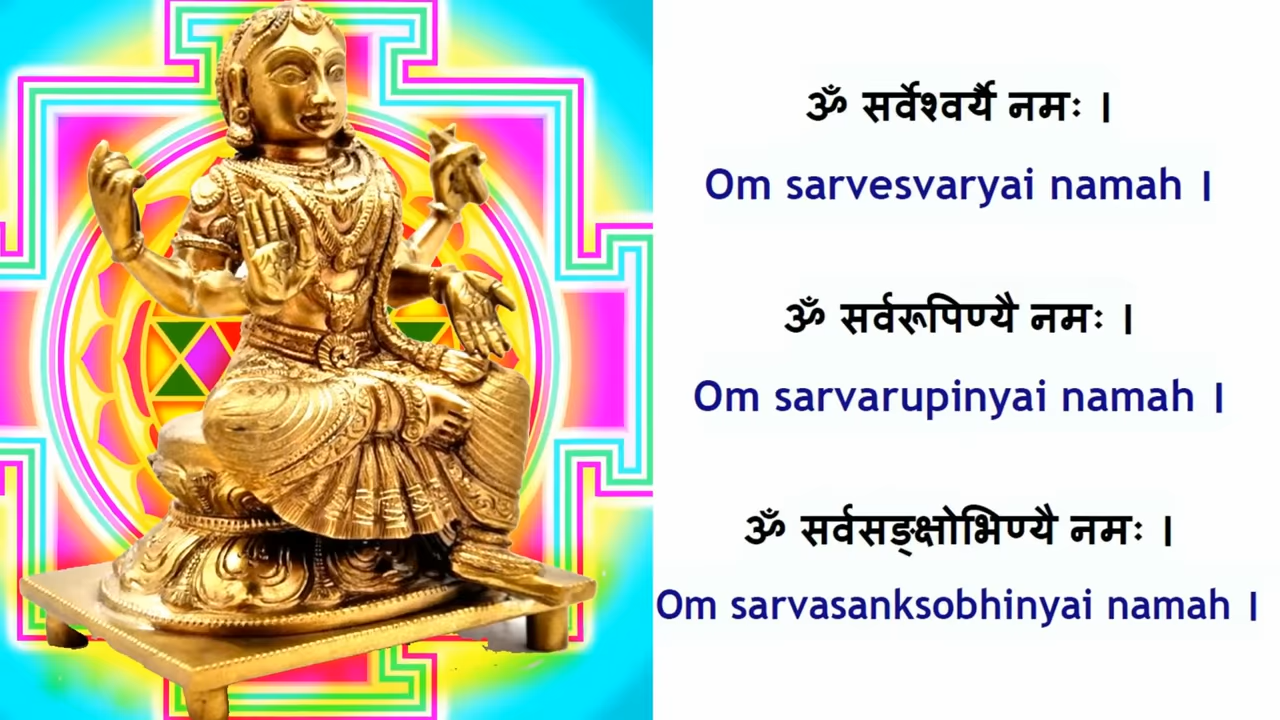 ॐ सर्वेश्वर्यै नमः ।
Om sarvesvaryai namah ।
ॐ सर्वरूपिण्यै नमः ।
Om sarvarupinyai namah ।
ॐ सर्वसङ्क्षोभिण्यै नमः ।
Om sarvasanksobhinyai namah ।